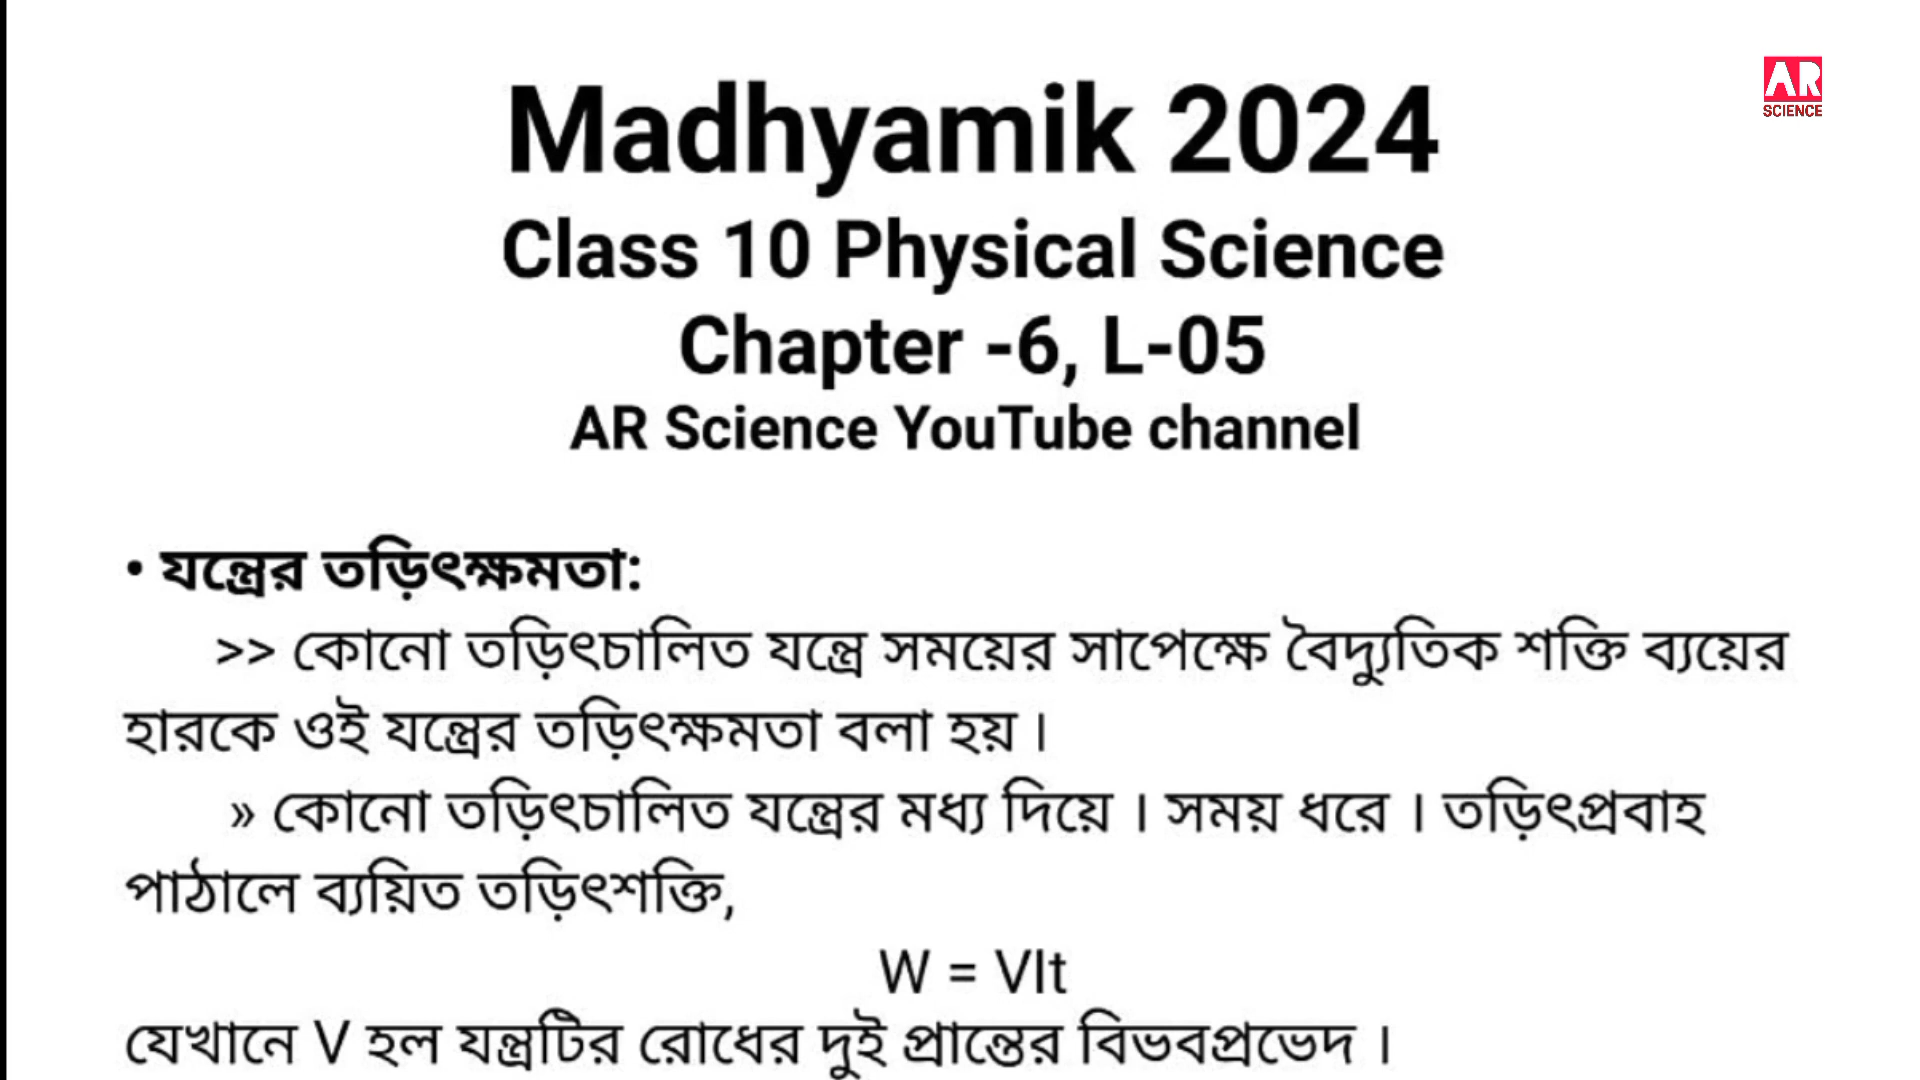 AR
SCIENCE
Madhyamik 2024
Class 10 Physical Science
Chapter -6, L-05
AR Science YouTube channel
• যন্ত্রের তড়িৎক্ষমতা:
>> কোনো তড়িৎচালিত যন্ত্রে সময়ের সাপেক্ষে বৈদ্যুতিক শক্তি ব্যয়ের
হারকে ওই যন্ত্রের তড়িৎক্ষমতা বলা হয়।
» কোনো তড়িৎচালিত যন্ত্রের মধ্য দিয়ে । সময় ধরে । তড়িৎপ্রবাহ
পাঠালে ব্যয়িত তড়িৎশক্তি,
W = VIt
যেখানে V হল যন্ত্রটির রোধের দুই প্রান্তের বিভবপ্রভেদ।